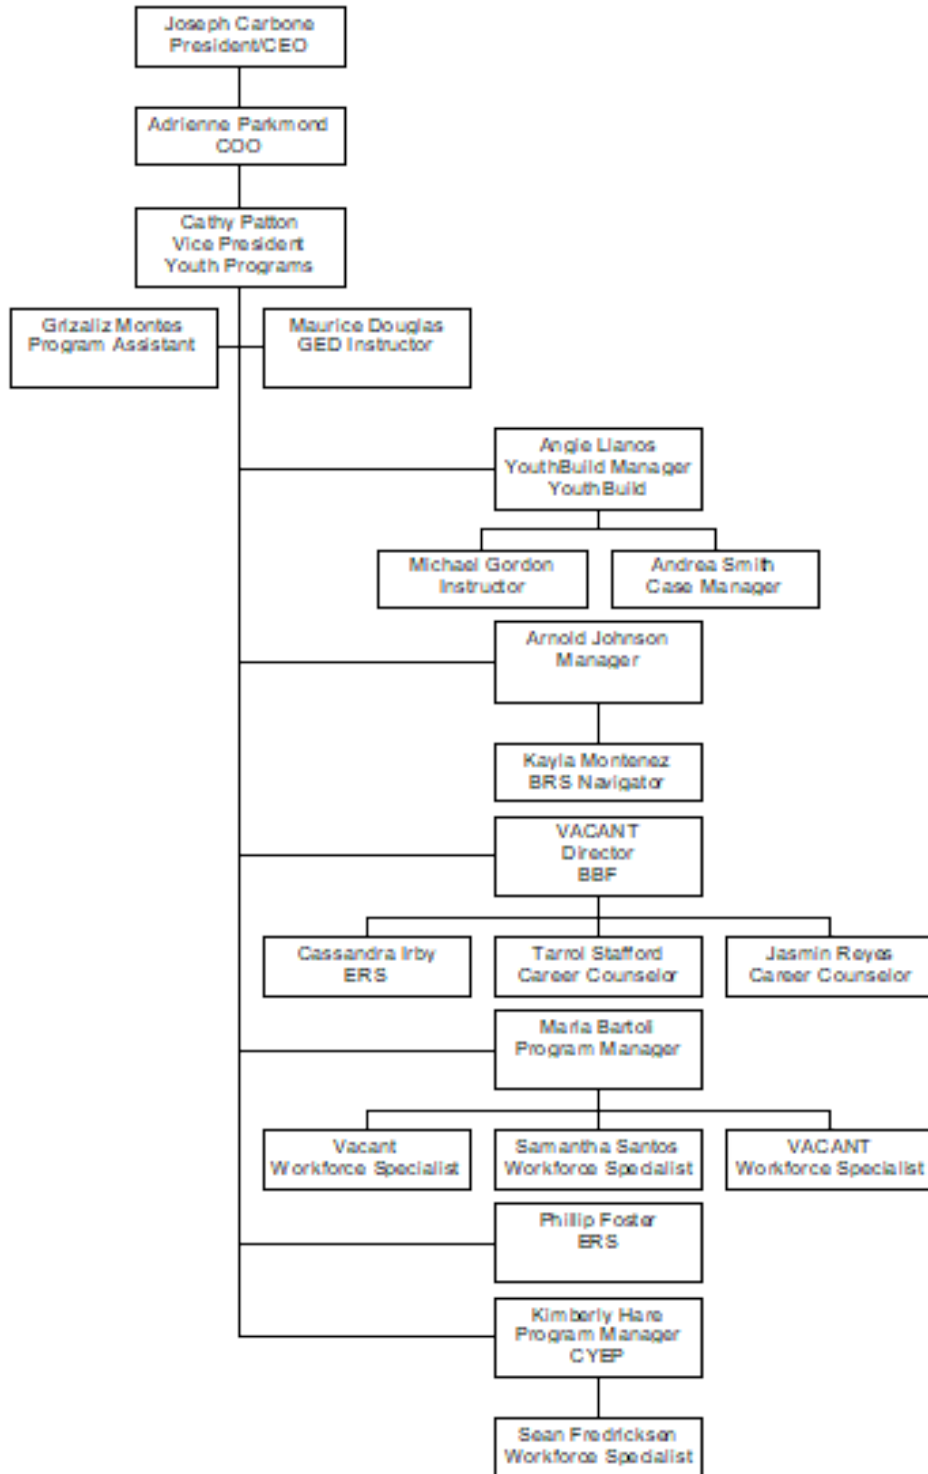 Joseph Carbone
President/CEO
Adrienne Parkmond
COO
Cathy Patton
Vice President
Youth Programs
Grizaliz Montes
Program Assistant
Maurice Douglas
GED Instructor
Angie Llanos
YouthBuild Manager
YouthBuild
Michael Gordon
Instructor
Andrea Smith
Case Manager
Arnold Johnson
Manager
Kayla Montenez
BRS Navigator
VACANT
Director
BBF
Cassandra Irby
ERS
Tarrol Stafford
Career Counselor
Jasmin Reyes
Career Counselor
Maria Bartoli
Program Manager
Vacant
Workforce Specialist
Samantha Santos
Workforce Specialist
VACANT
Workforce Specialist
Phillip Foster
ERS
Kimberly Hare
Program Manager
CYEP
Sean Fredricksen
Workforce Specialist